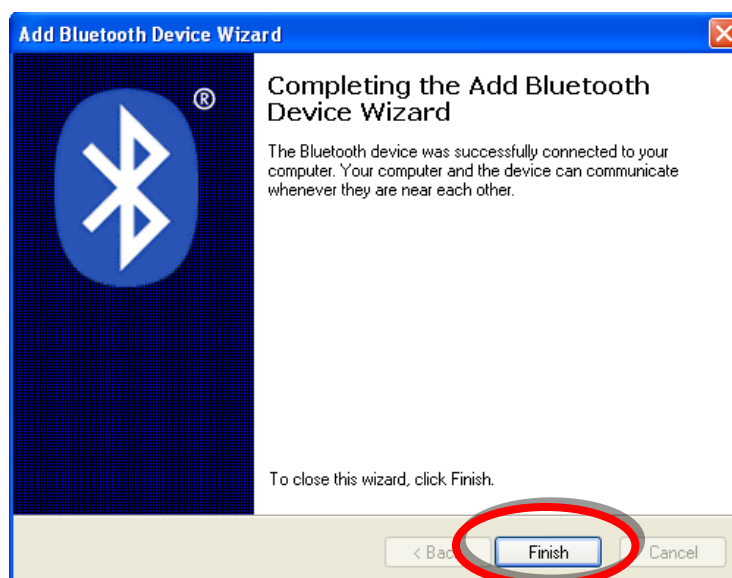 Add Bluetooth Device Wizard
®
Completing the Add Bluetooth
Device Wizard
The Bluetooth device was successfully connected to your
computer. Your computer and the device can communicate
whenever they are near each other.
To close this wizard, click Finish.
< Bac Finish Cancel